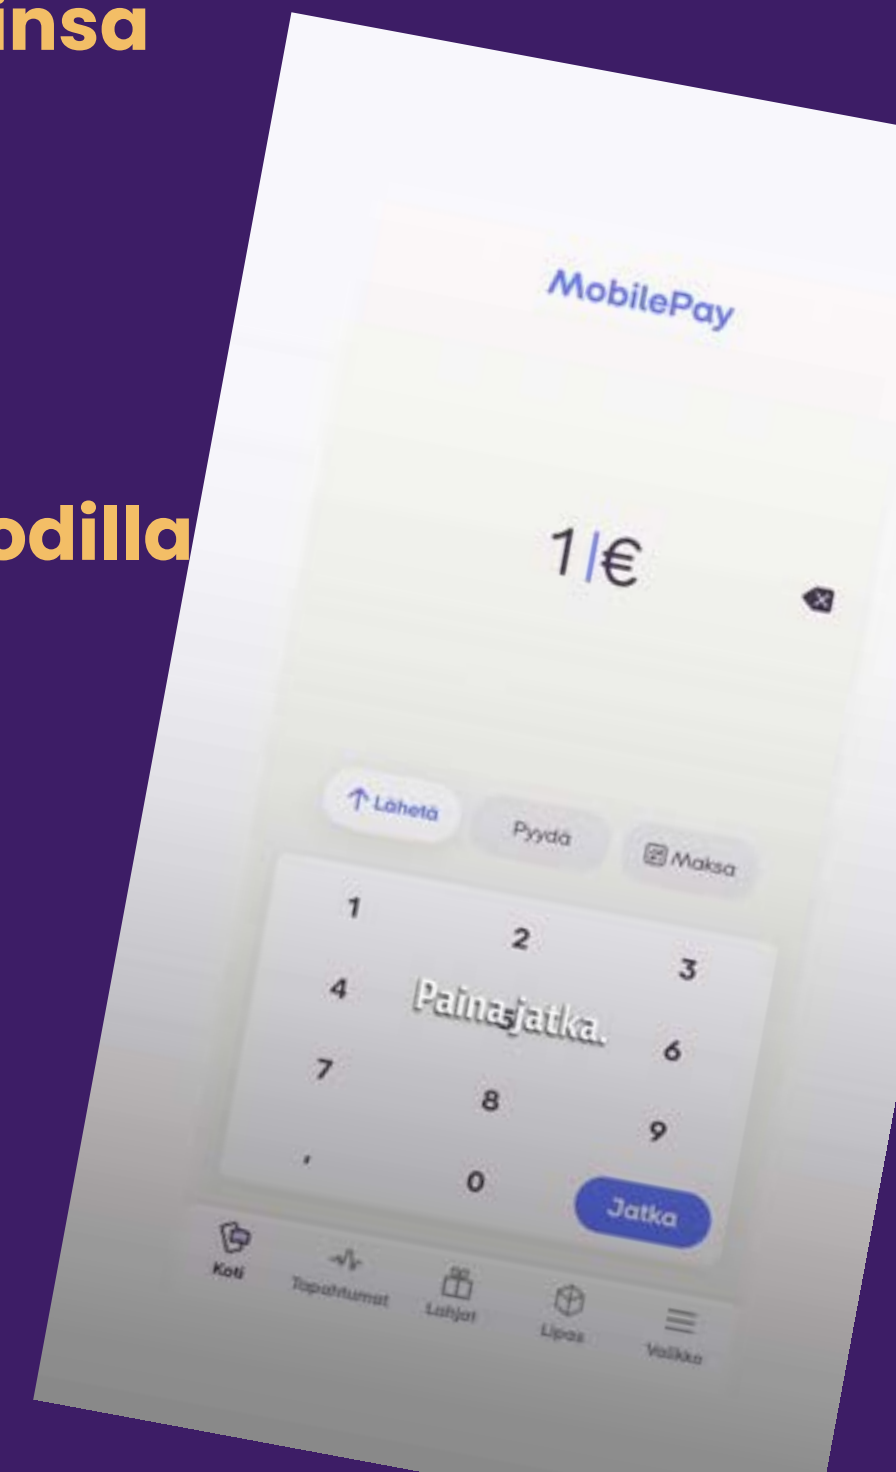 insa
odilla
MobilePay
1 €
Lähetä
Pyydä
Maksa
1 2 3
4 5 6
Paina jatka.
7 8 9
, 0 Jatka
Koti Tapahtumat Lahjat Lipas Valikko